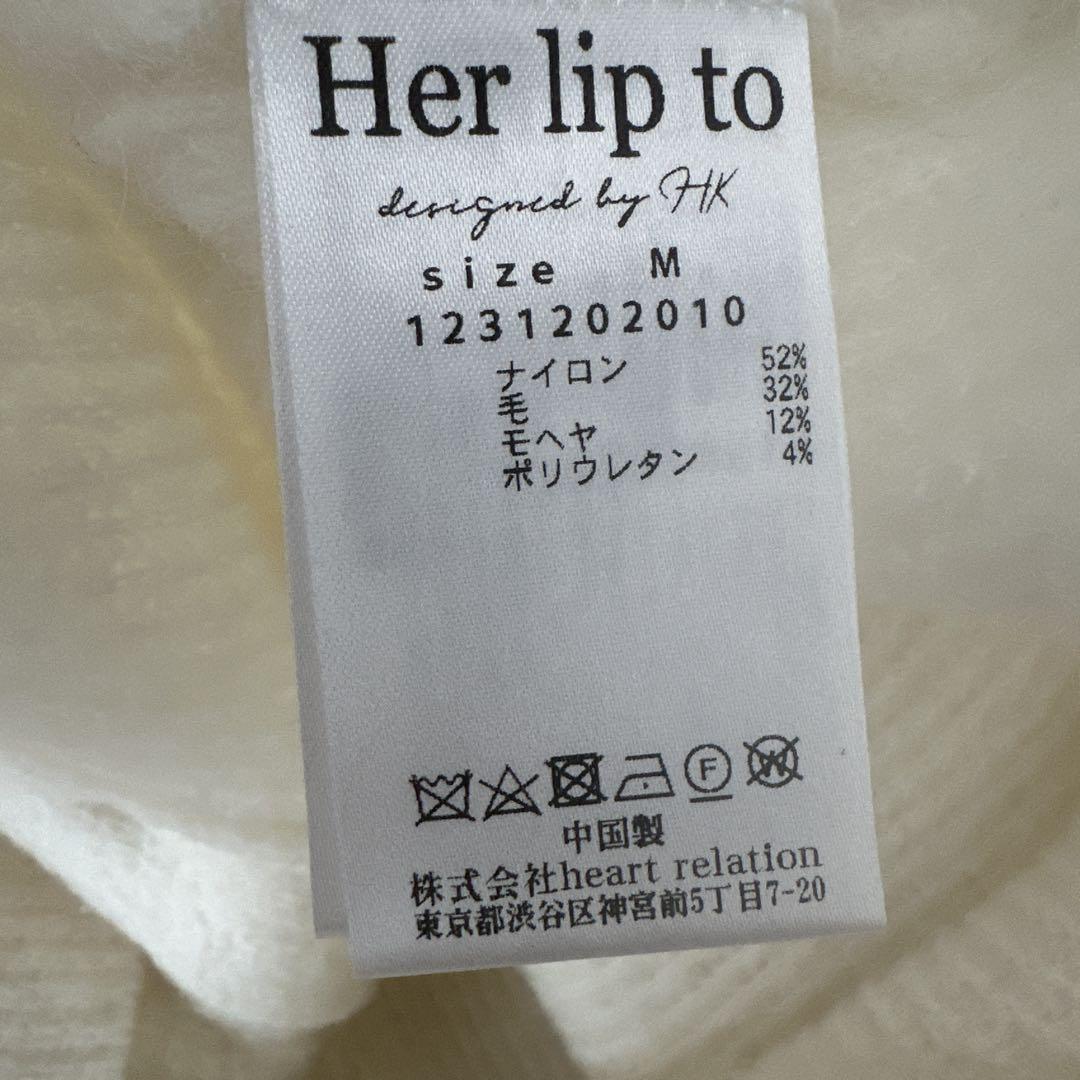 Her lip to
designed by HK
size M
1231202010
ナイロン 52%
毛 32%
モヘヤ 12%
ポリウレタン 4%
F W
中国製
株式会社heart relation
東京都渋谷区神宮前5丁目7-20